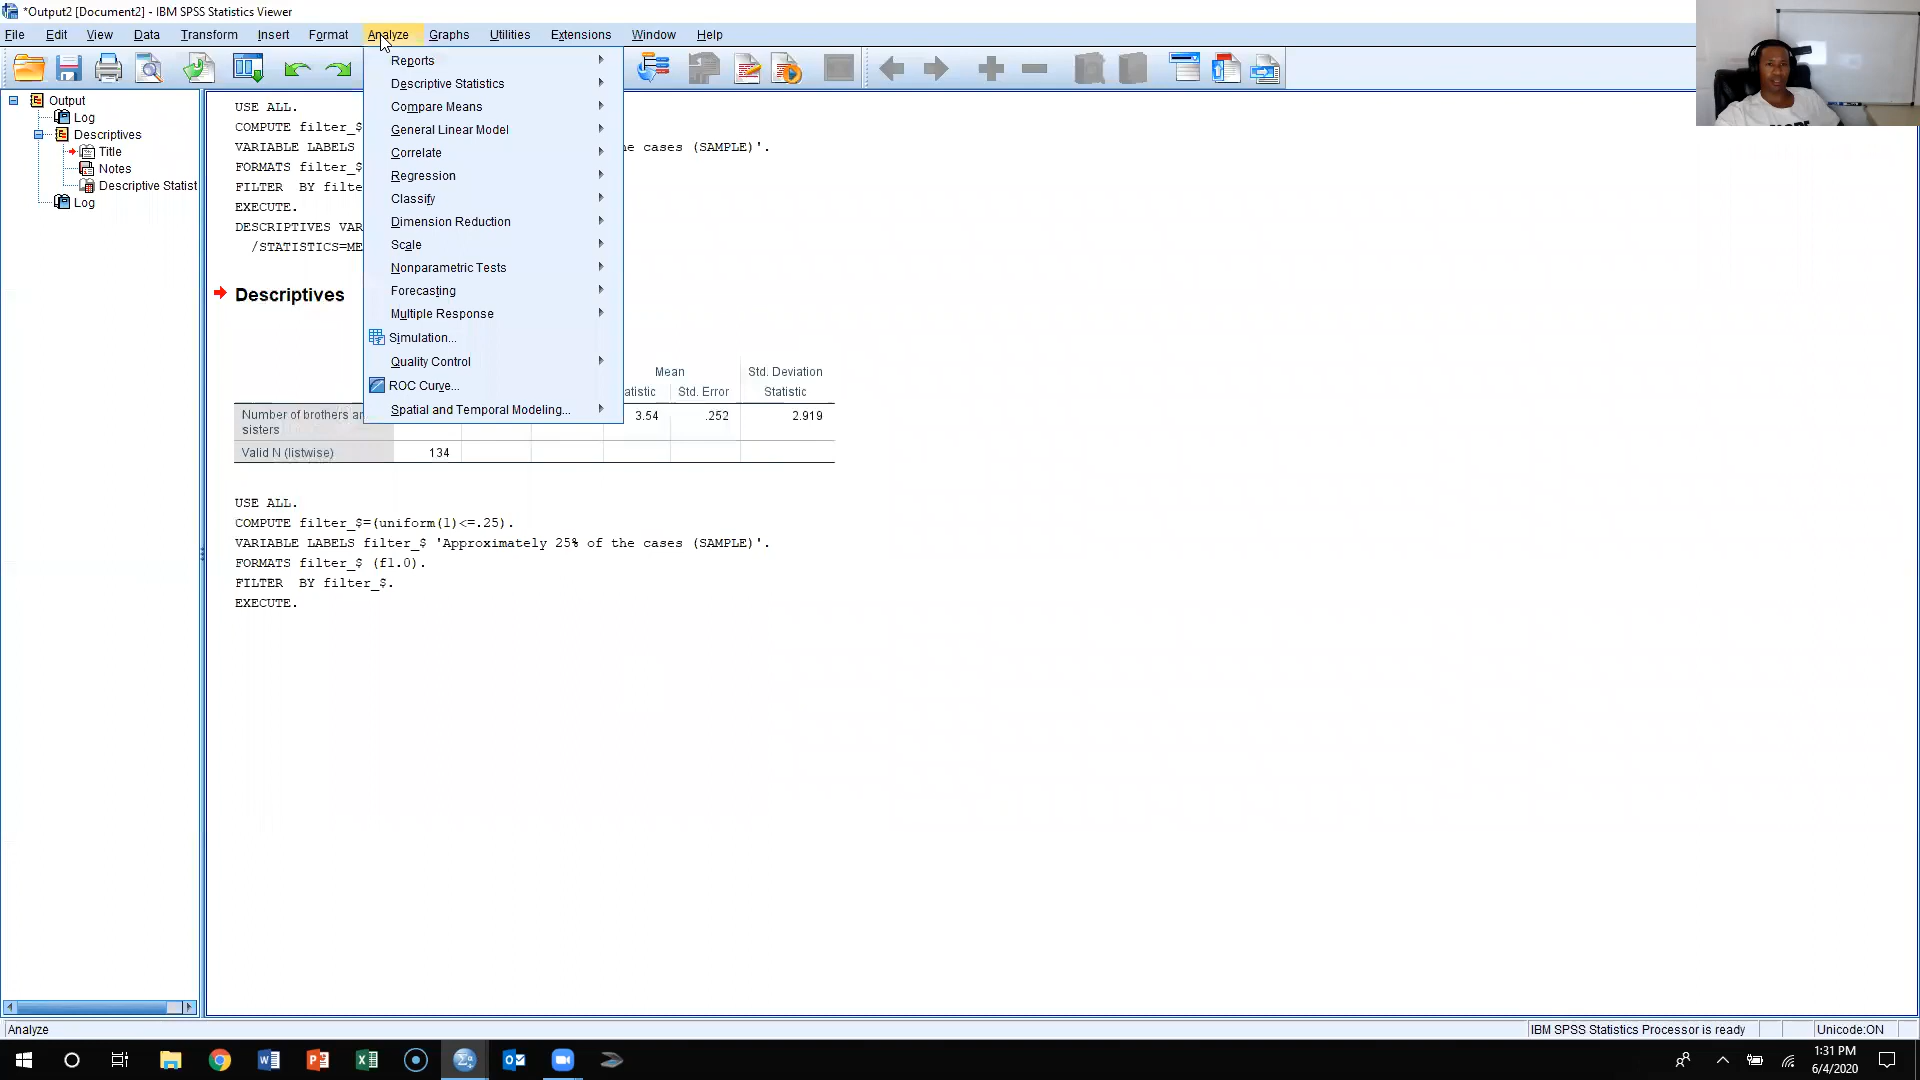 *Output2 [Document2] - IBM SPSS Statistics Viewer
File Edit View Data Transform Insert Format Analyze Graphs Utilities Extensions Window Help
Reports
Descriptive Statistics
Compare Means
General Linear Model
Correlate
Regression
Classify
Dimension Reduction
Scale
Nonparametric Tests
Forecasting
Multiple Response
Simulation...
Quality Control
ROC Curve...
Spatial and Temporal Modeling...
Output
Log
Descriptives
Title
Notes
Descriptive Statist
Log
USE ALL.
COMPUTE filter_$
VARIABLE LABELS he cases (SAMPLE)'.
FORMATS filter_$
FILTER BY filte
EXECUTE.
DESCRIPTIVES VAR
/STATISTICS=ME
Descriptives
Mean Std. Deviation
atistic Std. Error Statistic
Number of brothers an 3.54 .252 2.919
sisters
Valid N (listwise) 134
USE ALL.
COMPUTE filter_$=(uniform(1)<=.25).
VARIABLE LABELS filter_$ 'Approximately 25% of the cases (SAMPLE)'.
FORMATS filter_$ (f1.0).
FILTER BY filter_$.
EXECUTE.
Analyze IBM SPSS Statistics Processor is ready Unicode:ON
1:31 PM
6/4/2020